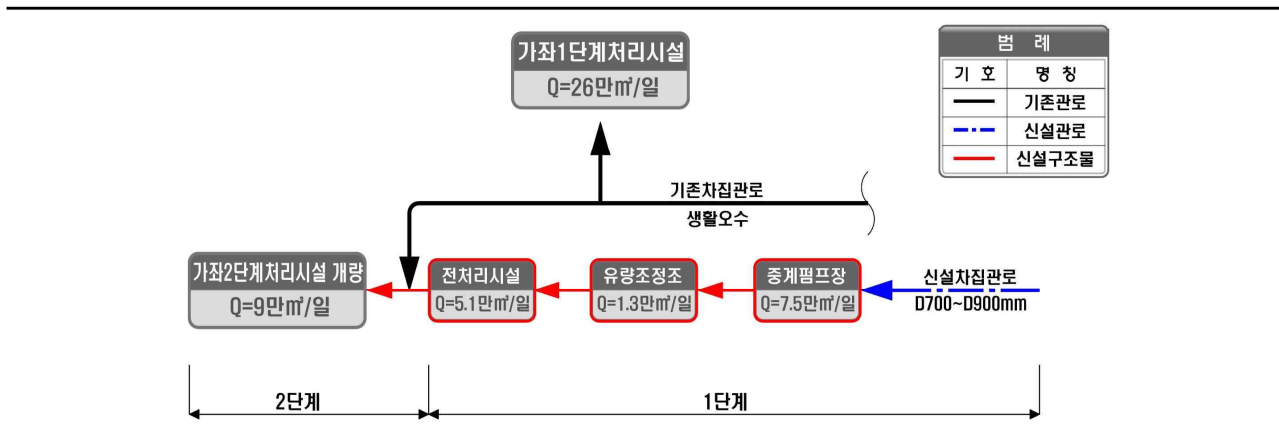 가좌1단계처리시설
Q=26만㎥/일
범 례
기 호 명 칭
기존관로
신설관로
신설구조물
기존차집관로
생활오수
가좌2단계처리시설 개량
Q=9만㎥/일
전처리시설
Q=5.1만㎥/일
유량조정조
Q=1.3만㎥/일
중계펌프장
Q=7.5만㎥/일
신설차집관로
D700~D900mm
2단계
1단계